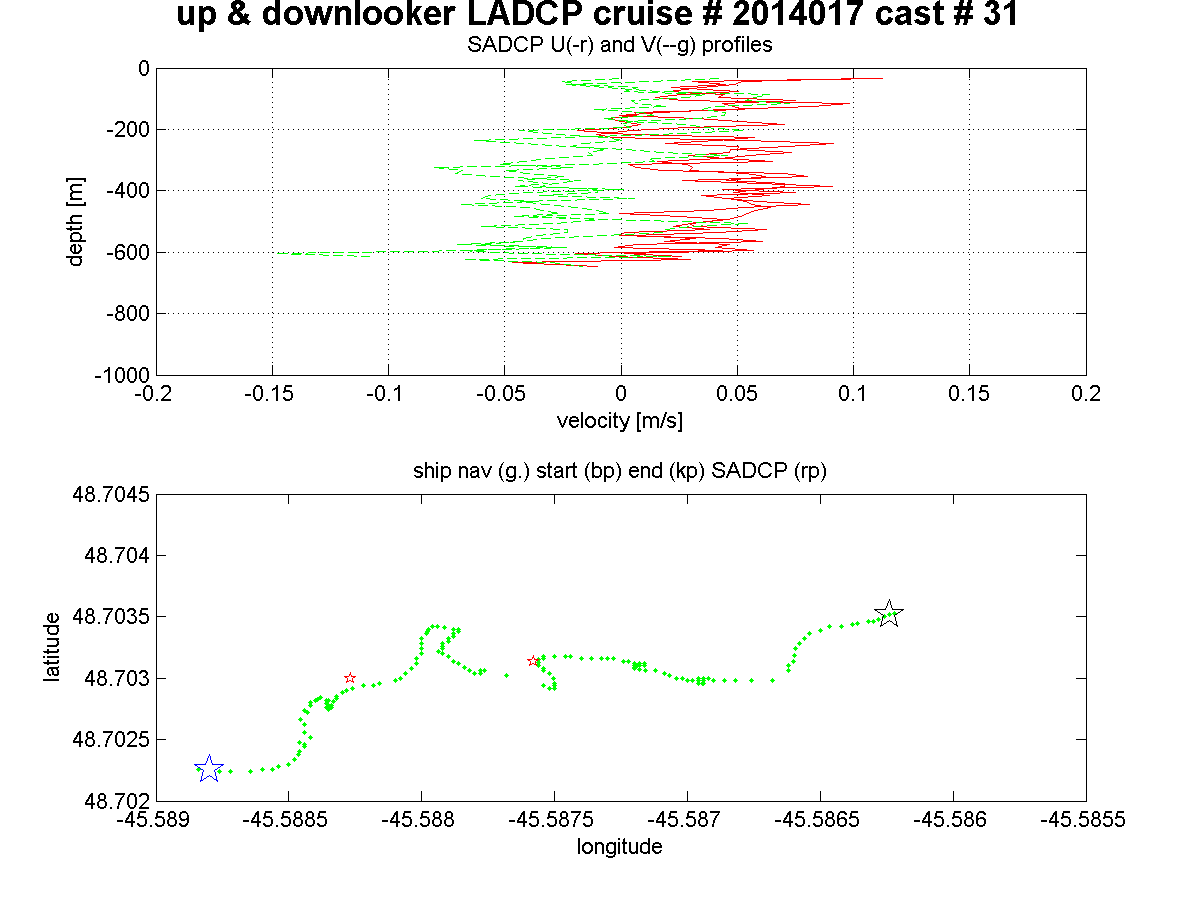 up & downlooker LADCP cruise # 2014017 cast # 31
SADCP U(-r) and V(--g) profiles
0
-200
-400
-600
-800
-1000
depth [m]
-0.2 -0.15 -0.1 -0.05 0 0.05 0.1 0.15 0.2
velocity [m/s]
ship nav (g.) start (bp) end (kp) SADCP (rp)
48.7045
48.704
48.7035
48.703
48.7025
48.702
latitude
-45.589 -45.5885 -45.588 -45.5875 -45.587 -45.5865 -45.586 -45.5855
longitude